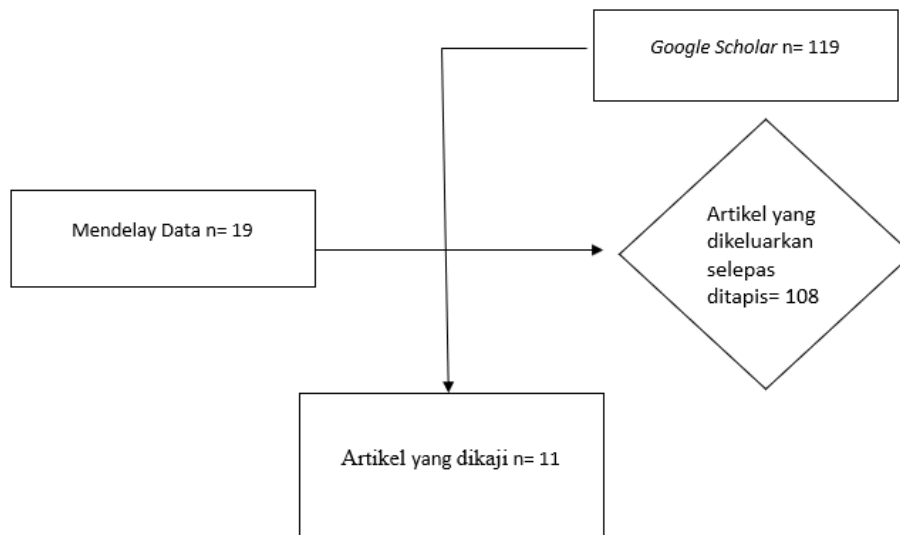 Google Scholar n= 119
Mendelay Data n= 19
Artikel yang
dikeluarkan
selepas
ditapis= 108
Artikel yang dikaji n= 11